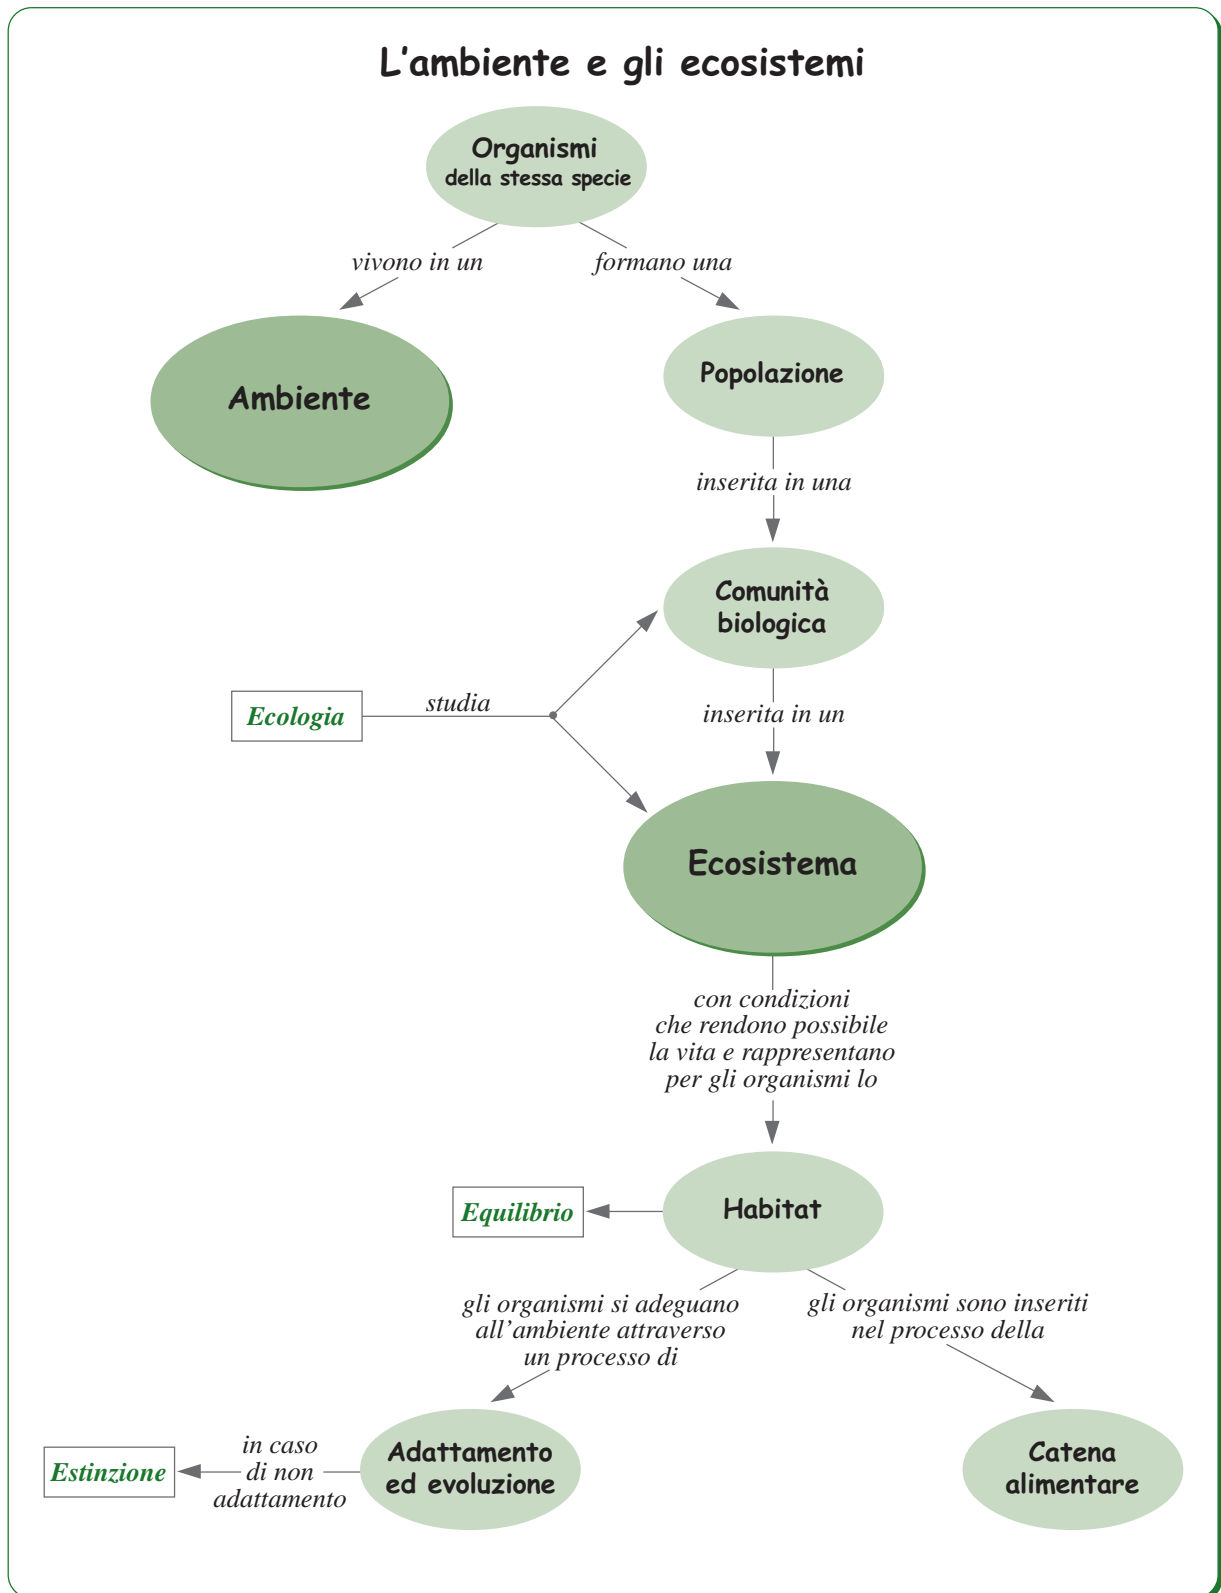 L'ambiente e gli ecosistemi
Organismi
della stessa specie
vivono in un
formano una
Ambiente
Popolazione
inserita in una
Comunità
biologica
Ecologia
studia
inserita in un
Ecosistema
con condizioni
che rendono possibile
la vita e rappresentano
per gli organismi lo
Equilibrio
Habitat
gli organismi si adeguano
all'ambiente attraverso
un processo di
gli organismi sono inseriti
nel processo della
Estinzione
in caso
di non
adattamento
Adattamento
ed evoluzione
Catena
alimentare